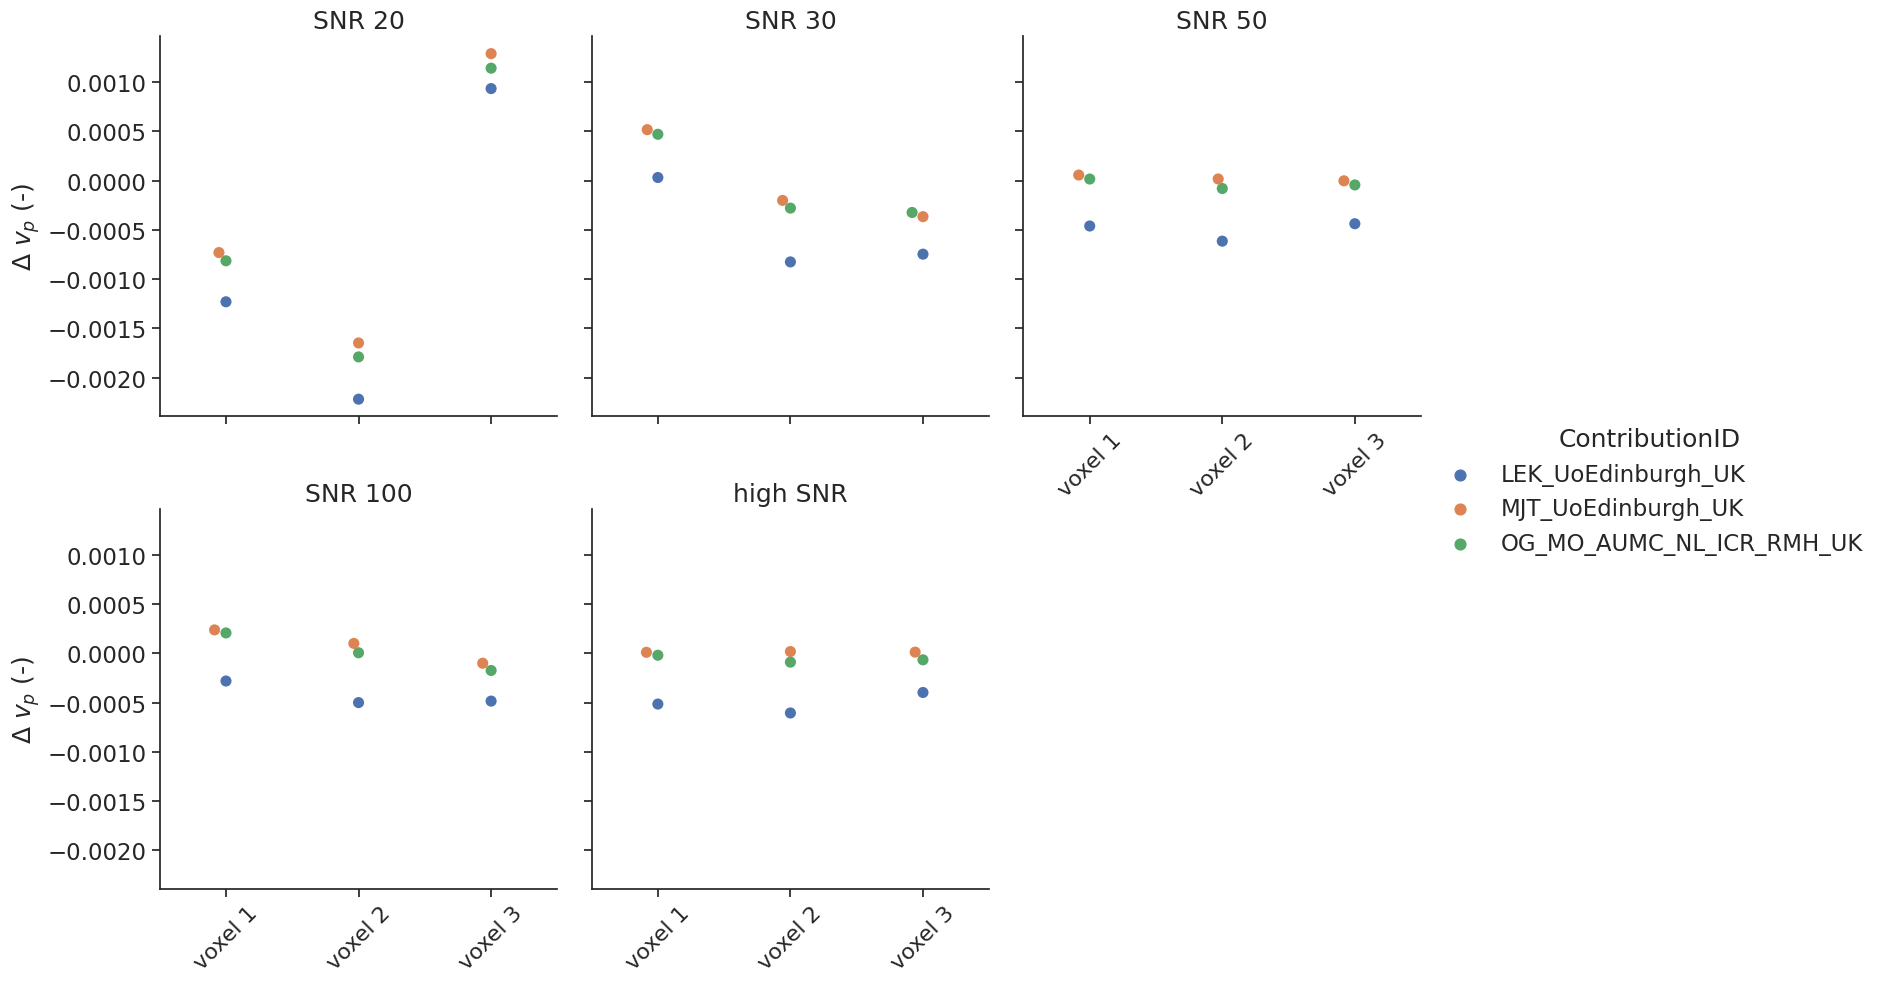 SNR 20
SNR 30
SNR 50
0.0010
0.0005
0.0000
−0.0005
−0.0010
−0.0015
−0.0020
Δ vp (-)
voxel 1
voxel 2
voxel 3
ContributionID
LEK_UoEdinburgh_UK
MJT_UoEdinburgh_UK
OG_MO_AUMC_NL_ICR_RMH_UK
SNR 100
high SNR
0.0010
0.0005
0.0000
−0.0005
−0.0010
−0.0015
−0.0020
Δ vp (-)
voxel 1
voxel 2
voxel 3
voxel 1
voxel 2
voxel 3